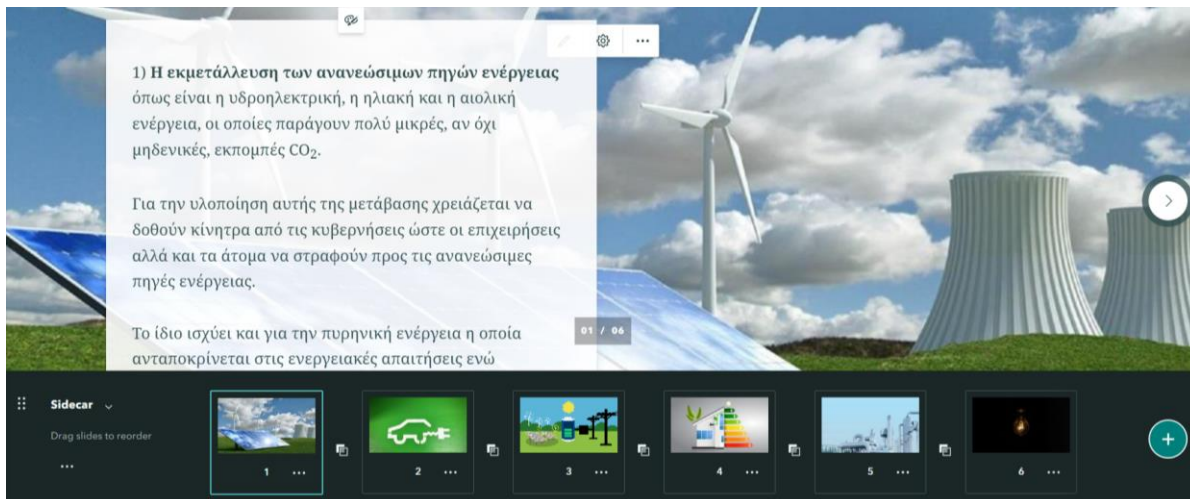 1) Η εκμετάλλευση των ανανεώσιμων πηγών ενέργειας
όπως είναι η υδροηλεκτρική, η ηλιακή και η αιολική
ενέργεια, οι οποίες παράγουν πολύ μικρές, αν όχι
μηδενικές, εκπομπές CO₂.
Για την υλοποίηση αυτής της μετάβασης χρειάζεται να
δοθούν κίνητρα από τις κυβερνήσεις ώστε οι επιχειρήσεις
αλλά και τα άτομα να στραφούν προς τις ανανεώσιμες
πηγές ενέργειας.
Το ίδιο ισχύει και για την πυρηνική ενέργεια η οποία
ανταποκρίνεται στις ενεργειακές απαιτήσεις ενώ
01 / 06
Sidecar
Drag slides to reorder
1
2
3
4
5
6